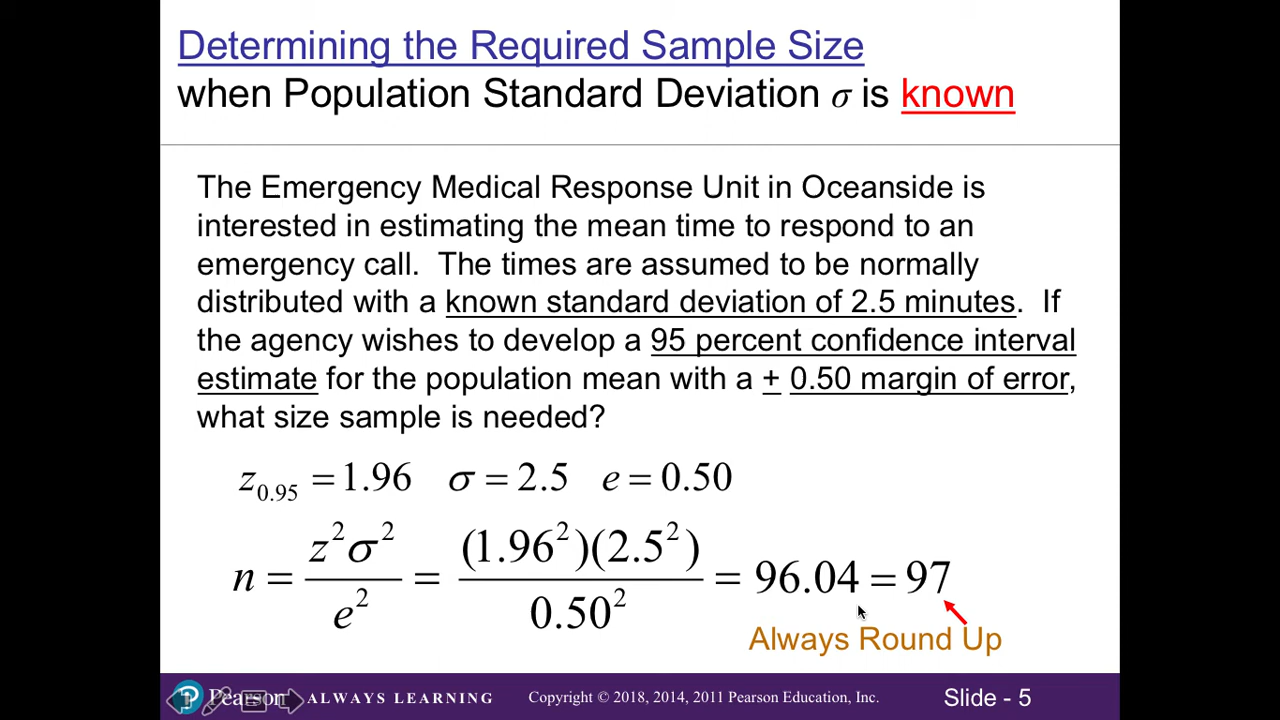 Determining the Required Sample Size
when Population Standard Deviation σ is known
The Emergency Medical Response Unit in Oceanside is
interested in estimating the mean time to respond to an
emergency call.  The times are assumed to be normally
distributed with a known standard deviation of 2.5 minutes.  If
the agency wishes to develop a 95 percent confidence interval
estimate for the population mean with a ± 0.50 margin of error,
what size sample is needed?
z₀.₉₅ = 1.96   σ = 2.5   e = 0.50
n = z²σ² / e² = (1.96²)(2.5²) / 0.50² = 96.04 = 97
Always Round Up
Pearson ALWAYS LEARNING Copyright © 2018, 2014, 2011 Pearson Education, Inc. Slide - 5